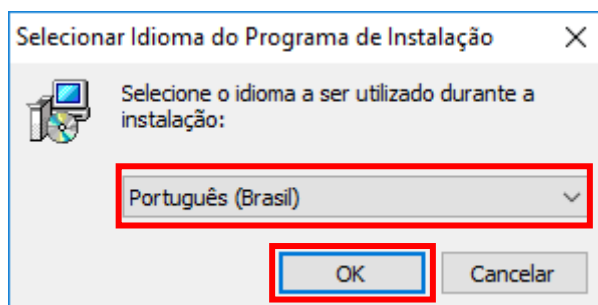 Selecionar Idioma do Programa de Instalação
Selecione o idioma a ser utilizado durante a
instalação:
Português (Brasil)
OK Cancelar